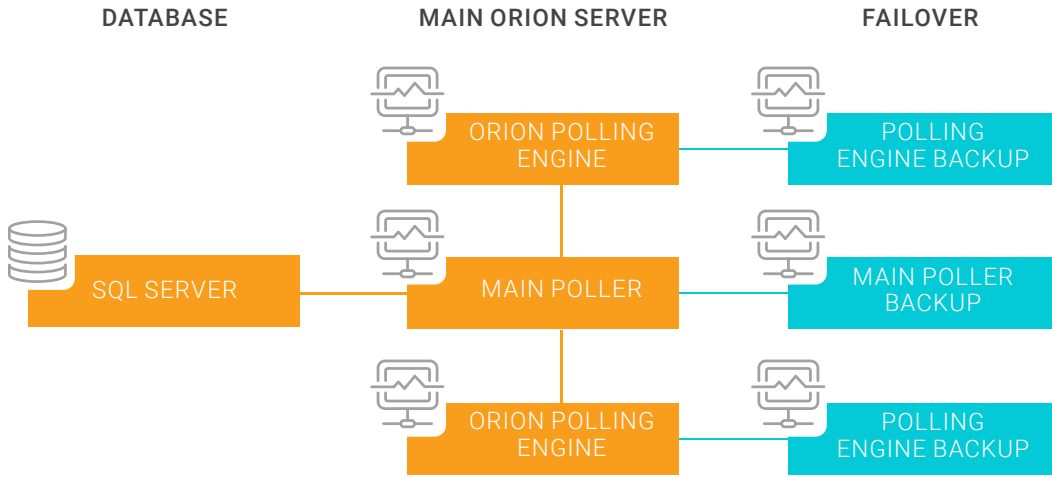 DATABASE
MAIN ORION SERVER
FAILOVER
ORION POLLING
ENGINE
POLLING
ENGINE BACKUP
SQL SERVER
MAIN POLLER
MAIN POLLER
BACKUP
ORION POLLING
ENGINE
POLLING
ENGINE BACKUP